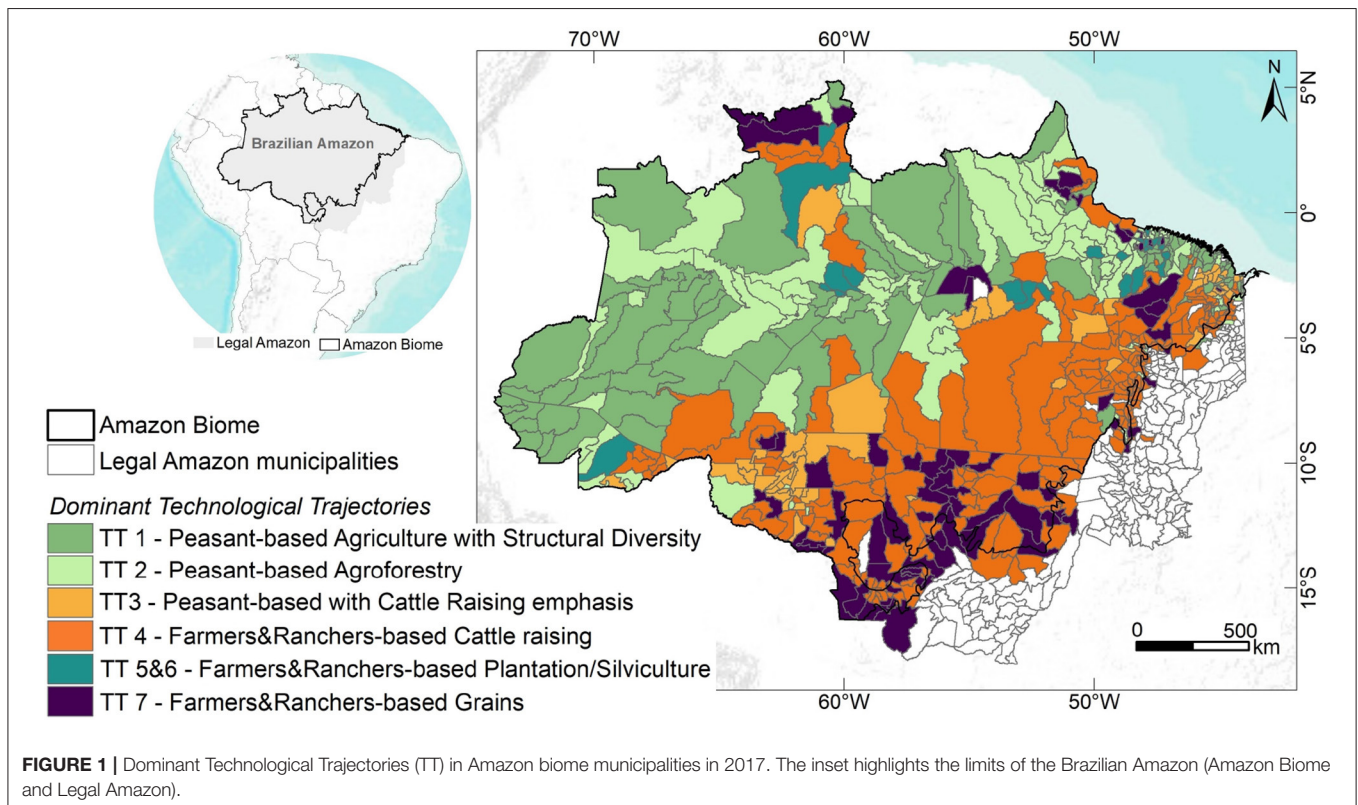 70°W
60°W
50°W
N
5°N
0°
5°S
10°S
15°S
Brazilian Amazon
Legal Amazon
Amazon Biome
Amazon Biome
Legal Amazon municipalities
Dominant Technological Trajectories
TT 1 - Peasant-based Agriculture with Structural Diversity
TT 2 - Peasant-based Agroforestry
TT3 - Peasant-based with Cattle Raising emphasis
TT 4 - Farmers&Ranchers-based Cattle raising
TT 5&6 - Farmers&Ranchers-based Plantation/Silviculture
TT 7 - Farmers&Ranchers-based Grains
0 500
km
60°W
50°W
FIGURE 1 | Dominant Technological Trajectories (TT) in Amazon biome municipalities in 2017. The inset highlights the limits of the Brazilian Amazon (Amazon Biome
and Legal Amazon).